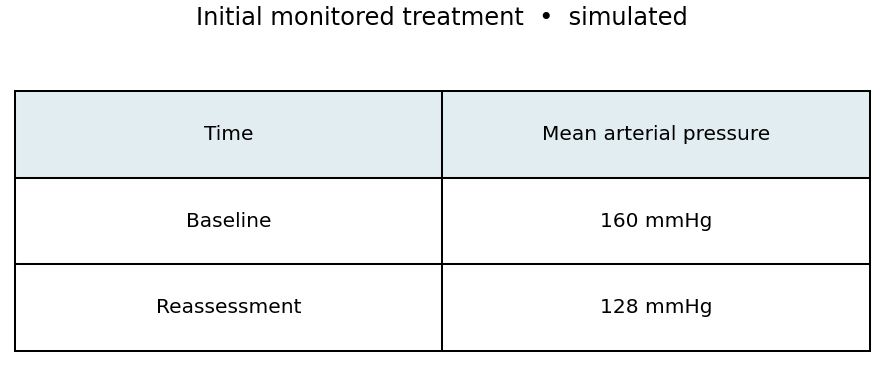 Initial monitored treatment • simulated
Time Mean arterial pressure
Baseline 160 mmHg
Reassessment 128 mmHg